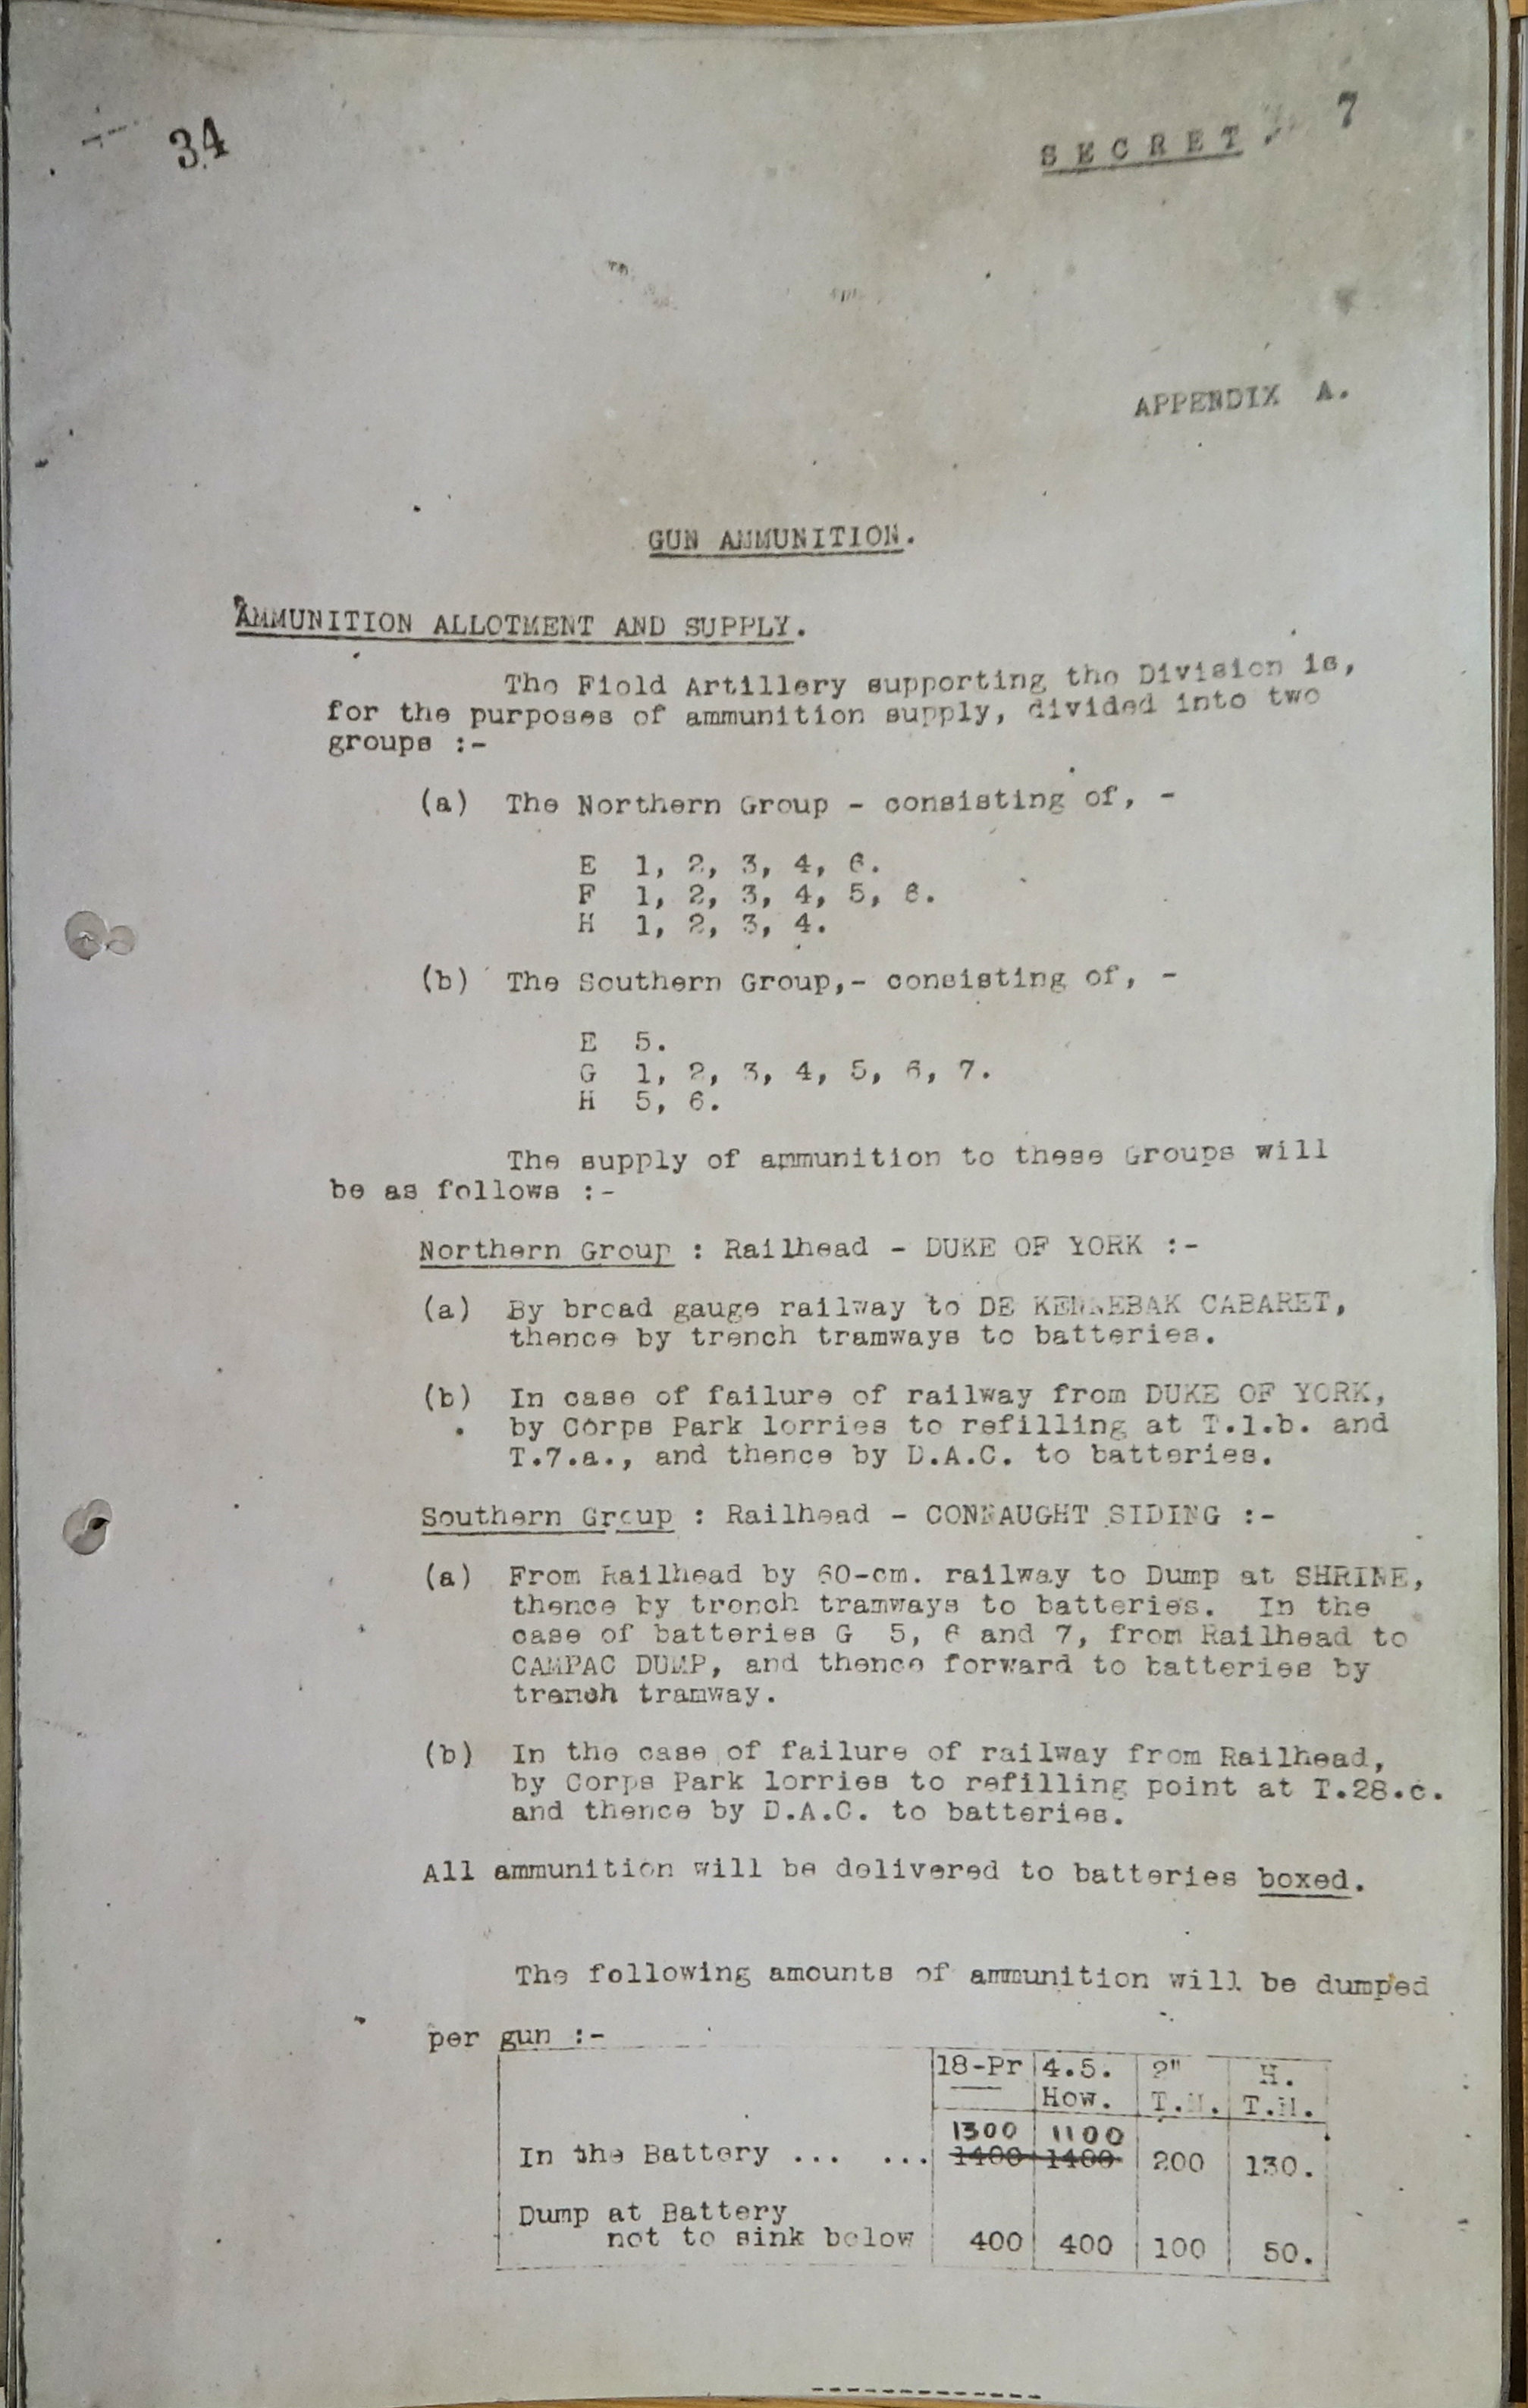 34
SECRET. 7
APPENDIX A.
GUN AMMUNITION.
AMMUNITION ALLOTMENT AND SUPPLY.
The Field Artillery supporting the Division is,
for the purposes of ammunition supply, divided into two
groups :-
(a) The Northern Group - consisting of, -
E 1, 2, 3, 4, 6.
F 1, 2, 3, 4, 5, 6.
H 1, 2, 3, 4.
(b) The Southern Group,- consisting of, -
E 5.
G 1, 2, 3, 4, 5, 6, 7.
H 5, 6.
The supply of ammunition to these Groups will
be as follows :-
Northern Group : Railhead - DUKE OF YORK :-
(a) By broad gauge railway to DE KENNEBAK CABARET,
thence by trench tramways to batteries.
(b) In case of failure of railway from DUKE OF YORK,
by Corps Park lorries to refilling at T.1.b. and
T.7.a., and thence by D.A.C. to batteries.
Southern Group : Railhead - CONNAUGHT SIDING :-
(a) From Railhead by 60-cm. railway to Dump at SHRINE,
thence by trench tramways to batteries. In the
case of batteries G 5, 6 and 7, from Railhead to
CAMPAC DUMP, and thence forward to batteries by
trench tramway.
(b) In the case of failure of railway from Railhead,
by Corps Park lorries to refilling point at T.28.c.
and thence by D.A.C. to batteries.
All ammunition will be delivered to batteries boxed.
The following amounts of ammunition will be dumped
per gun :-
18-Pr 4.5. 2" H.
How. T.M. T.M.
1300 1100
In the Battery ... ... 1400 1400 200 130.
Dump at Battery
not to sink below 400 400 100 50.